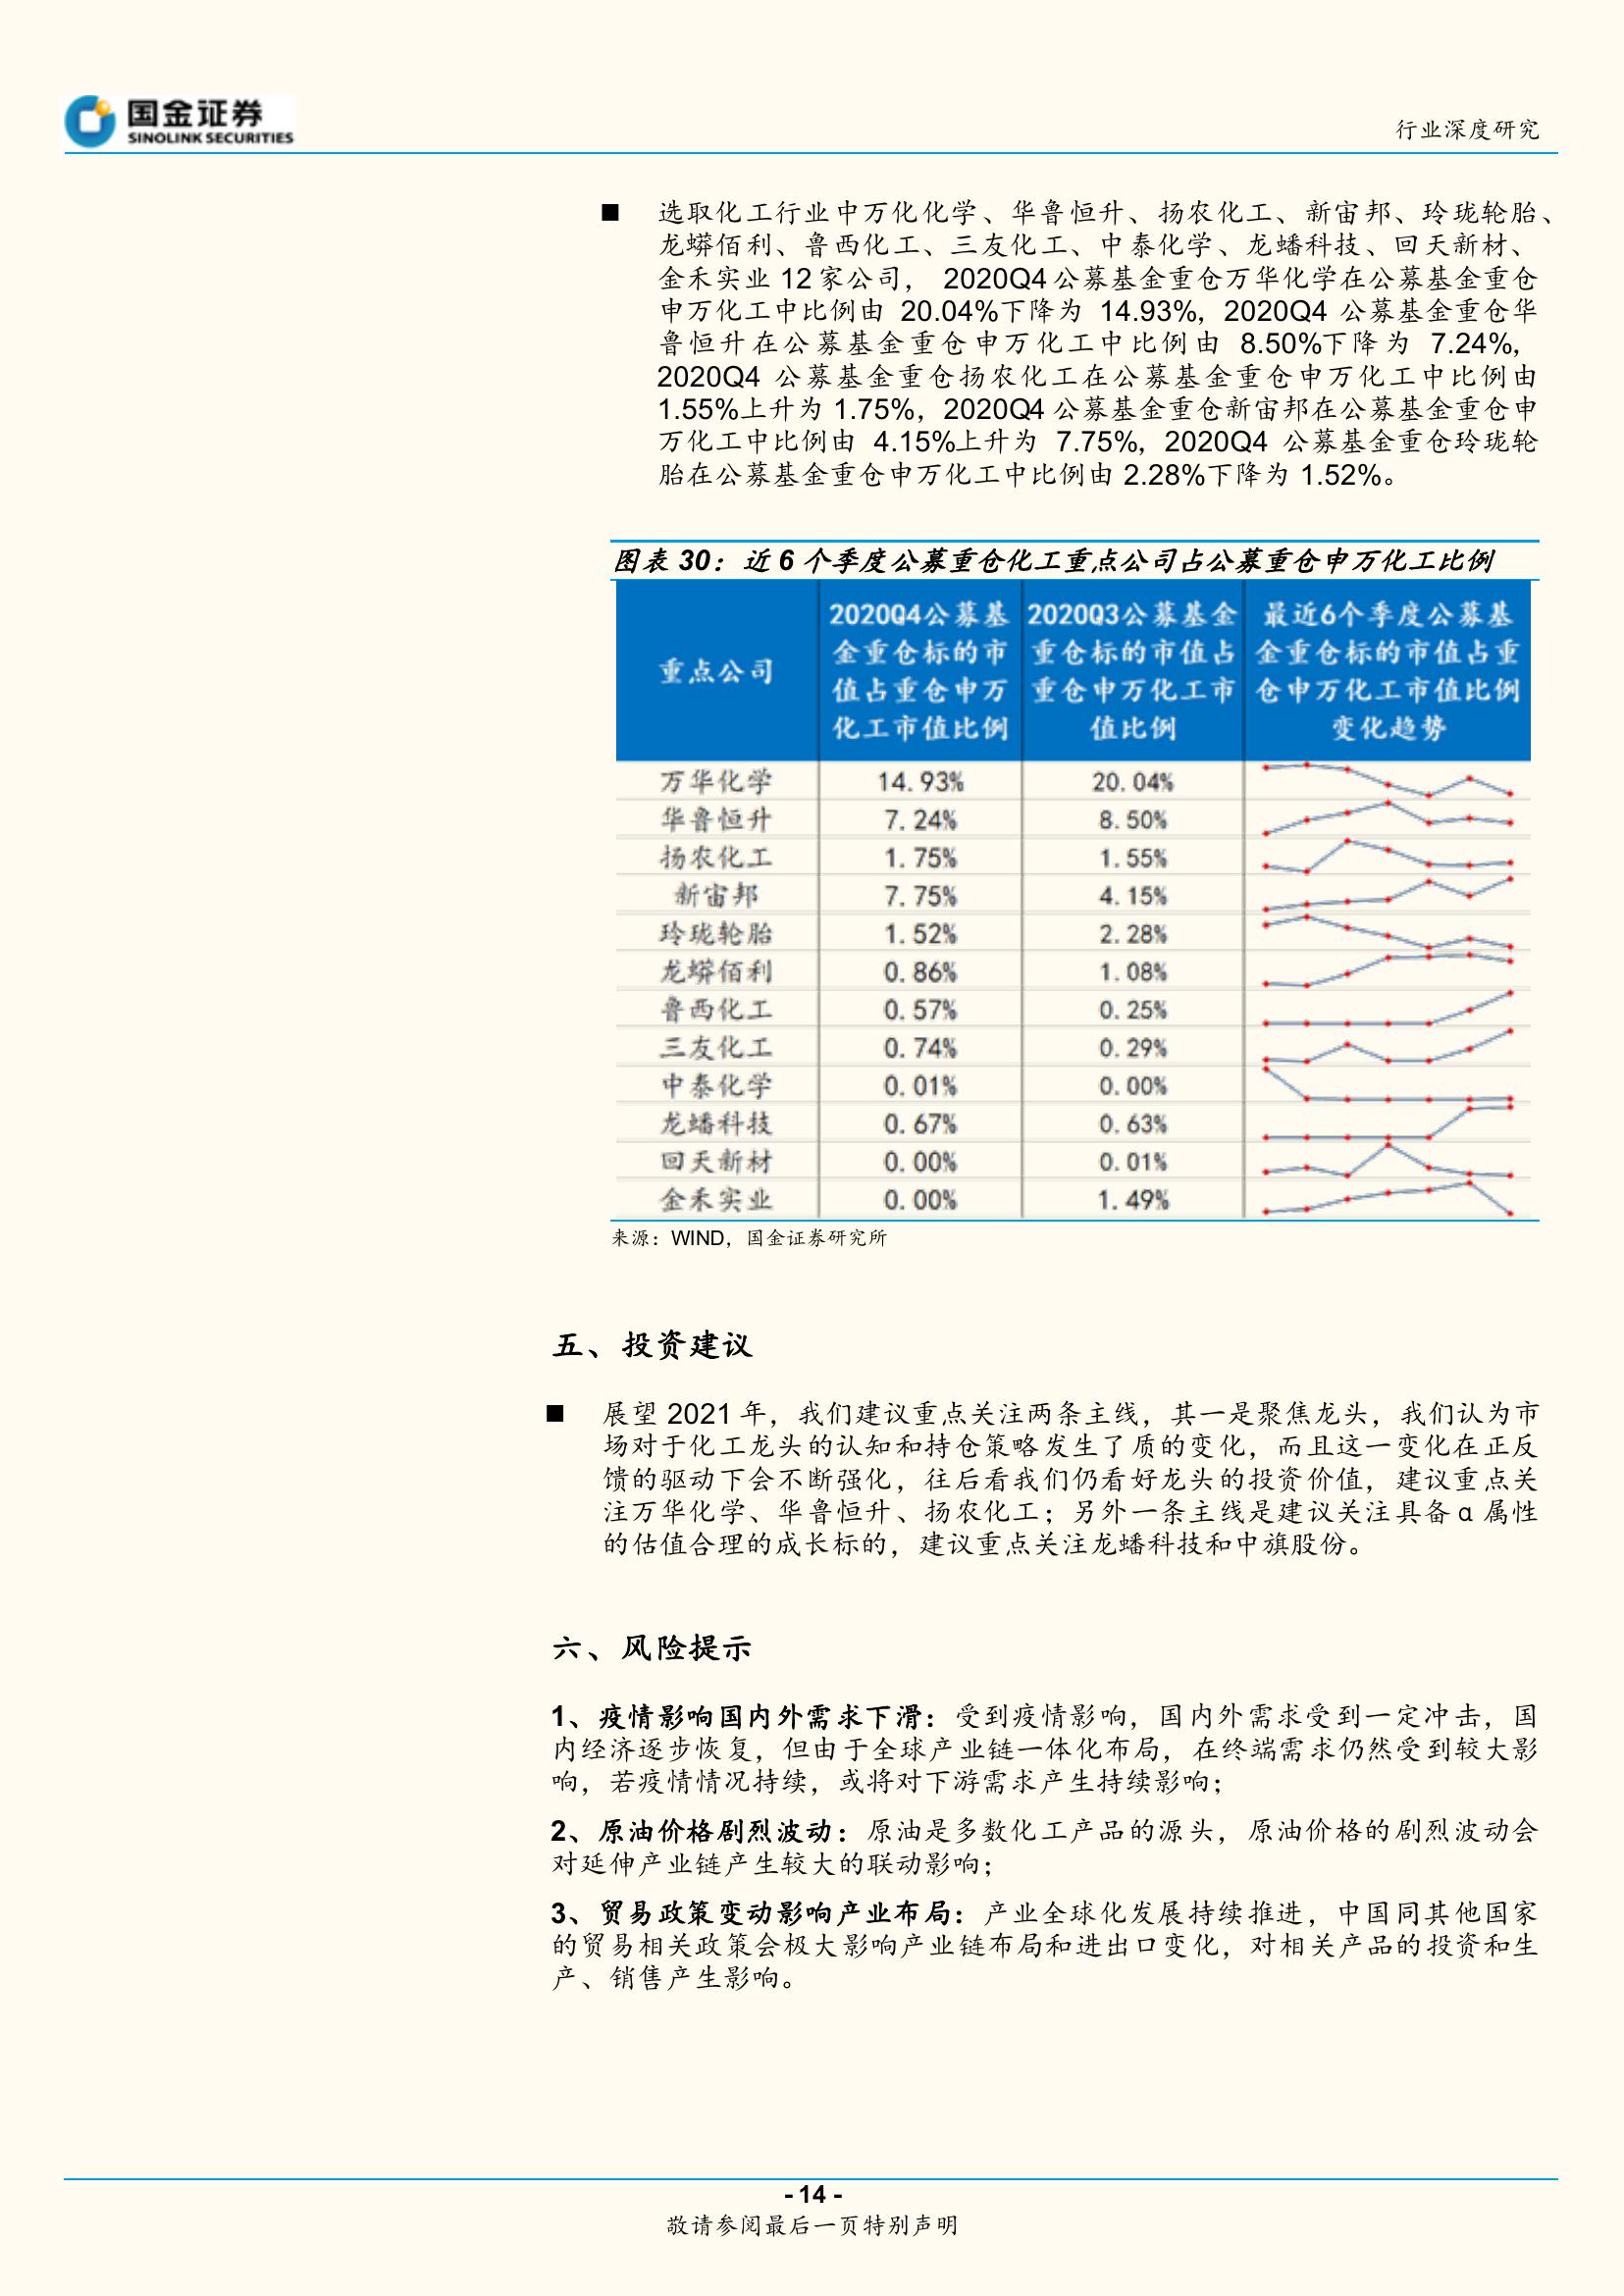 国金证券
SINOLINK SECURITIES
行业深度研究
■ 选取化工行业中万化化学、华鲁恒升、扬农化工、新宙邦、玲珑轮胎、
龙蟒佰利、鲁西化工、三友化工、中泰化学、龙蟠科技、回天新材、
金禾实业 12 家公司， 2020Q4 公募基金重仓万华化学在公募基金重仓
申万化工中比例由 20.04%下降为 14.93%，2020Q4 公募基金重仓华
鲁恒升在公募基金重仓申万化工中比例由 8.50%下降为 7.24%，
2020Q4 公募基金重仓扬农化工在公募基金重仓申万化工中比例由
1.55%上升为 1.75%，2020Q4 公募基金重仓新宙邦在公募基金重仓申
万化工中比例由 4.15%上升为 7.75%，2020Q4 公募基金重仓玲珑轮
胎在公募基金重仓申万化工中比例由 2.28%下降为 1.52%。
图表 30：近 6 个季度公募重仓化工重点公司占公募重仓申万化工比例
重点公司
2020Q4公募基
金重仓标的市
值占重仓申万
化工市值比例
2020Q3公募基金
重仓标的市值占
重仓申万化工市
值比例
最近6个季度公募基
金重仓标的市值占重
仓申万化工市值比例
变化趋势
万华化学 14.93% 20.04%
华鲁恒升 7.24% 8.50%
扬农化工 1.75% 1.55%
新宙邦 7.75% 4.15%
玲珑轮胎 1.52% 2.28%
龙蟒佰利 0.86% 1.08%
鲁西化工 0.57% 0.25%
三友化工 0.74% 0.29%
中泰化学 0.01% 0.00%
龙蟠科技 0.67% 0.63%
回天新材 0.00% 0.01%
金禾实业 0.00% 1.49%
来源：WIND，国金证券研究所
五、投资建议
■ 展望 2021 年，我们建议重点关注两条主线，其一是聚焦龙头，我们认为市
场对于化工龙头的认知和持仓策略发生了质的变化，而且这一变化在正反
馈的驱动下会不断强化，往后看我们仍看好龙头的投资价值，建议重点关
注万华化学、华鲁恒升、扬农化工；另外一条主线是建议关注具备 α 属性
的估值合理的成长标的，建议重点关注龙蟠科技和中旗股份。
六、风险提示
1、疫情影响国内外需求下滑：受到疫情影响，国内外需求受到一定冲击，国
内经济逐步恢复，但由于全球产业链一体化布局，在终端需求仍然受到较大影
响，若疫情情况持续，或将对下游需求产生持续影响；
2、原油价格剧烈波动：原油是多数化工产品的源头，原油价格的剧烈波动会
对延伸产业链产生较大的联动影响；
3、贸易政策变动影响产业布局：产业全球化发展持续推进，中国同其他国家
的贸易相关政策会极大影响产业链布局和进出口变化，对相关产品的投资和生
产、销售产生影响。
- 14 -
敬请参阅最后一页特别声明